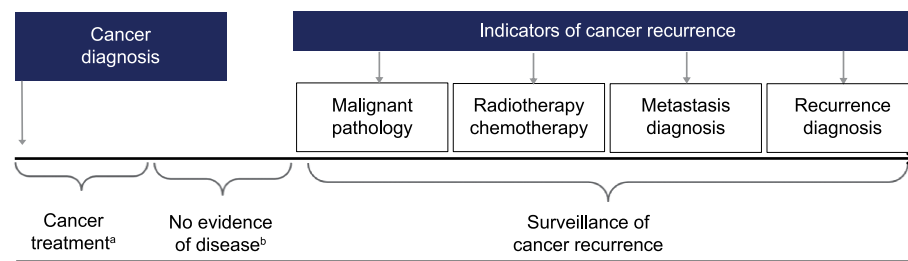 Cancer
diagnosis
Indicators of cancer recurrence
Malignant
pathology
Radiotherapy
chemotherapy
Metastasis
diagnosis
Recurrence
diagnosis
Cancer
treatmentᵃ
No evidence
of diseaseᵇ
Surveillance of
cancer recurrence